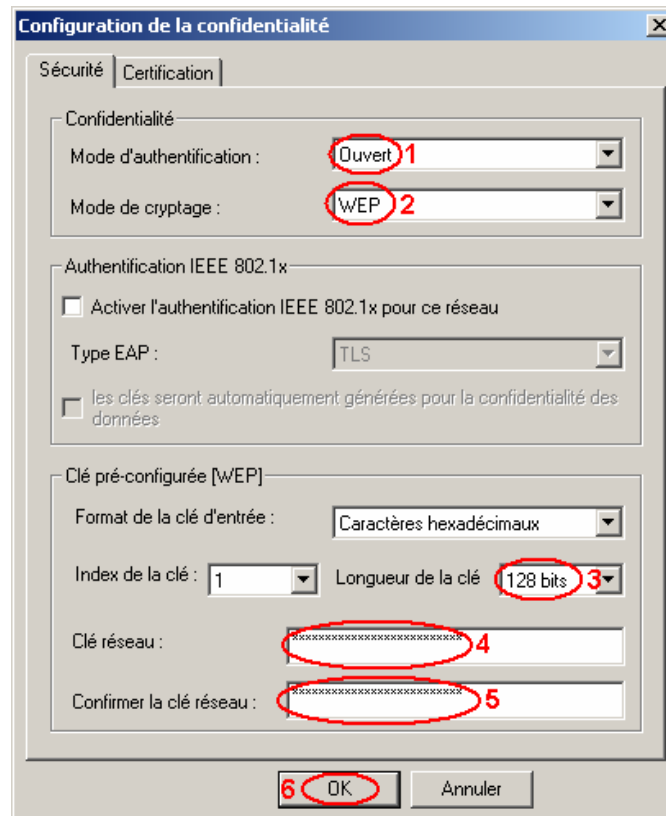 Configuration de la confidentialité
Sécurité Certification
Confidentialité
Mode d'authentification : Ouvert 1
Mode de cryptage : WEP 2
Authentification IEEE 802.1x
Activer l'authentification IEEE 802.1x pour ce réseau
Type EAP : TLS
les clés seront automatiquement générées pour la confidentialité des
données
Clé pré-configurée [WEP]
Format de la clé d'entrée : Caractères hexadécimaux
Index de la clé : 1 Longueur de la clé 128 bits 3
Clé réseau : ************************** 4
Confirmer la clé réseau : ************************** 5
6 OK Annuler